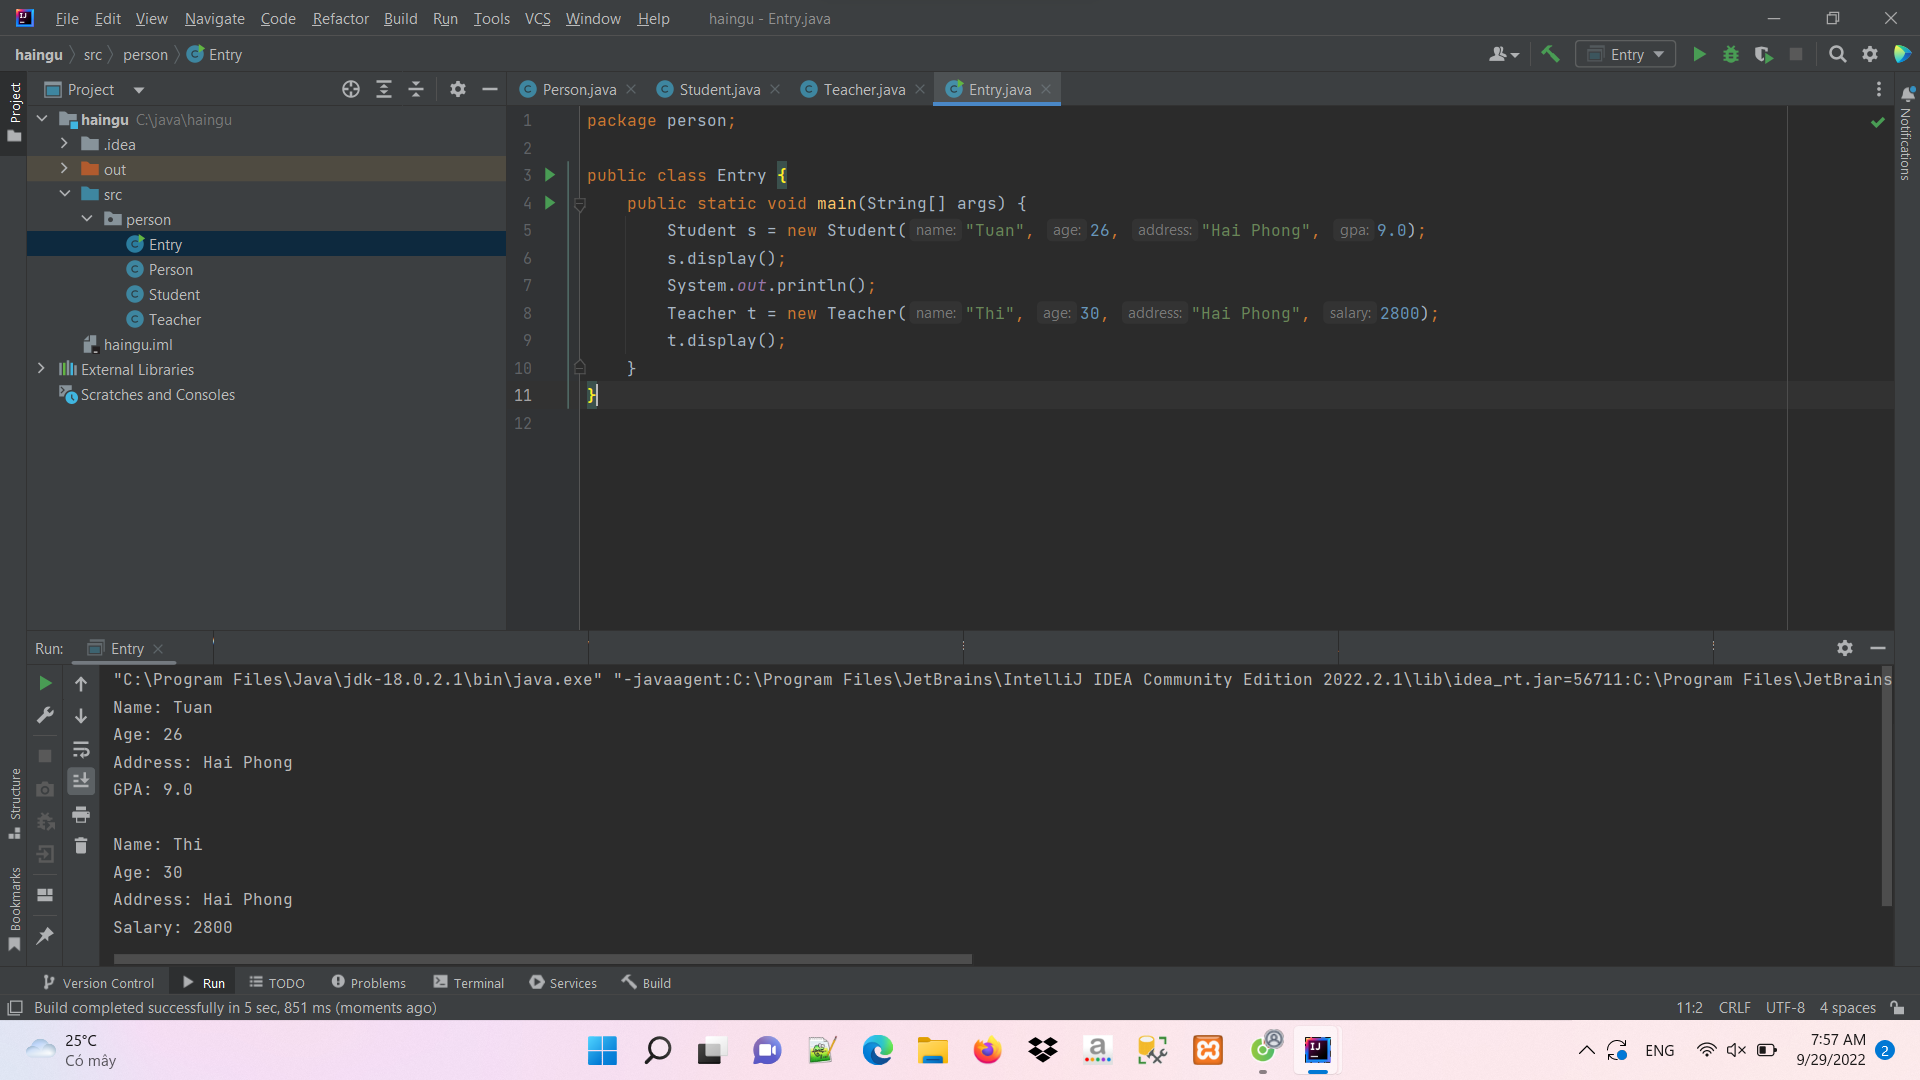 File Edit View Navigate Code Refactor Build Run Tools VCS Window Help haingu - Entry.java
haingu src person Entry
Entry
Project
Project
Person.java Student.java Teacher.java Entry.java
Notifications
haingu C:\java\haingu
.idea
out
src
person
Entry
Person
Student
Teacher
haingu.iml
External Libraries
Scratches and Consoles
1 package person;
2
3 public class Entry {
4 public static void main(String[] args) {
5 Student s = new Student( name: "Tuan", age: 26, address: "Hai Phong", gpa: 9.0);
6 s.display();
7 System.out.println();
8 Teacher t = new Teacher( name: "Thi", age: 30, address: "Hai Phong", salary: 2800);
9 t.display();
10 }
11 }
12
Run: Entry
"C:\Program Files\Java\jdk-18.0.2.1\bin\java.exe" "-javaagent:C:\Program Files\JetBrains\IntelliJ IDEA Community Edition 2022.2.1\lib\idea_rt.jar=56711:C:\Program Files\JetBrains
Name: Tuan
Age: 26
Address: Hai Phong
GPA: 9.0
Name: Thi
Age: 30
Address: Hai Phong
Salary: 2800
Structure
Bookmarks
Version Control Run TODO Problems Terminal Services Build
Build completed successfully in 5 sec, 851 ms (moments ago) 11:2 CRLF UTF-8 4 spaces
25°C
Có mây
ENG
7:57 AM
9/29/2022
2